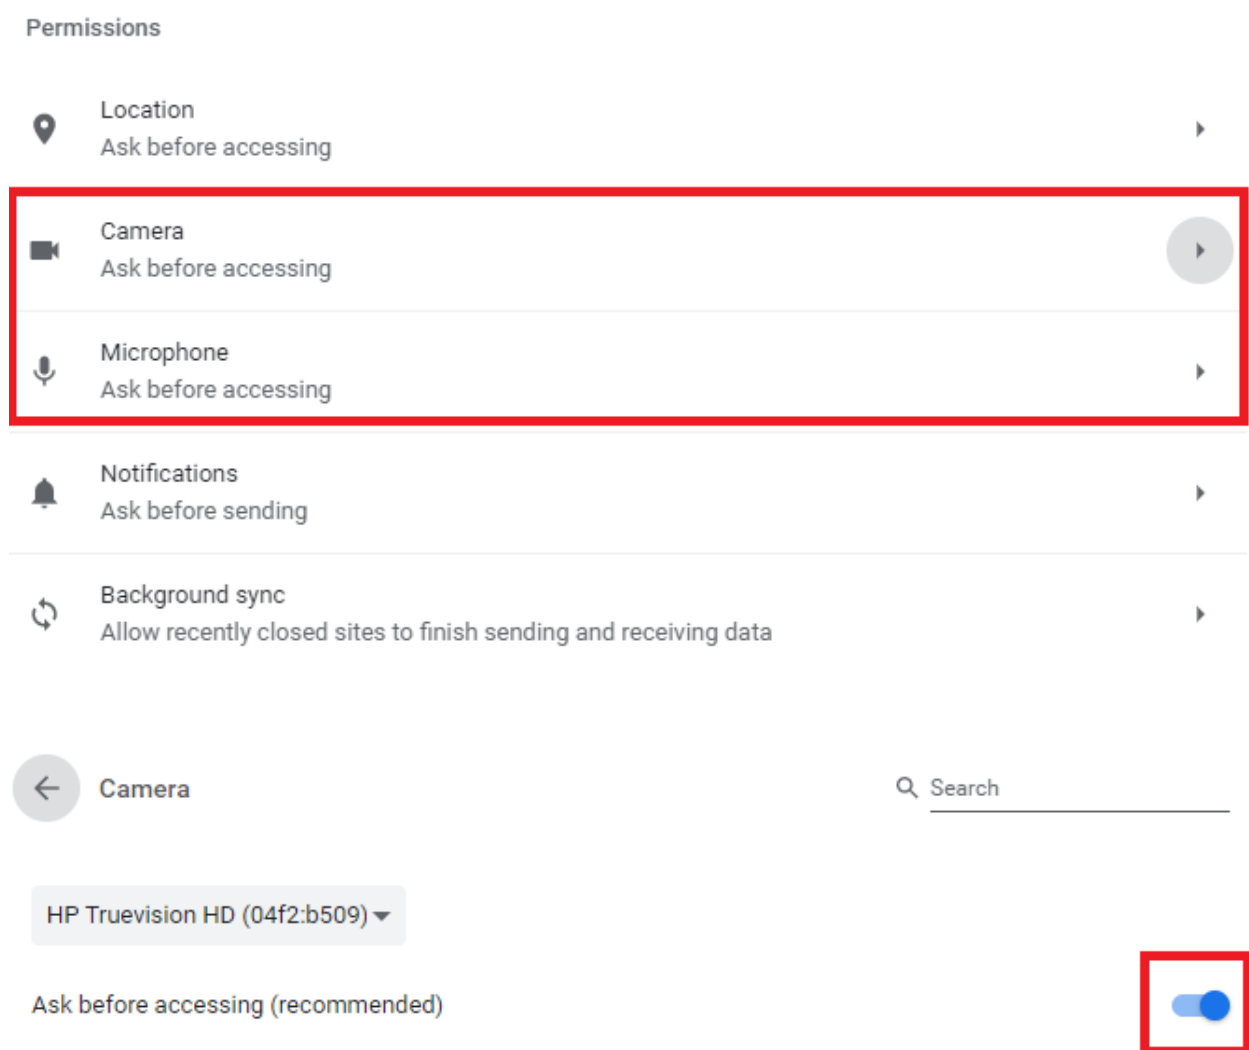 Permissions
Location
Ask before accessing
Camera
Ask before accessing
Microphone
Ask before accessing
Notifications
Ask before sending
Background sync
Allow recently closed sites to finish sending and receiving data
Camera
Search
HP Truevision HD (04f2:b509)
Ask before accessing (recommended)